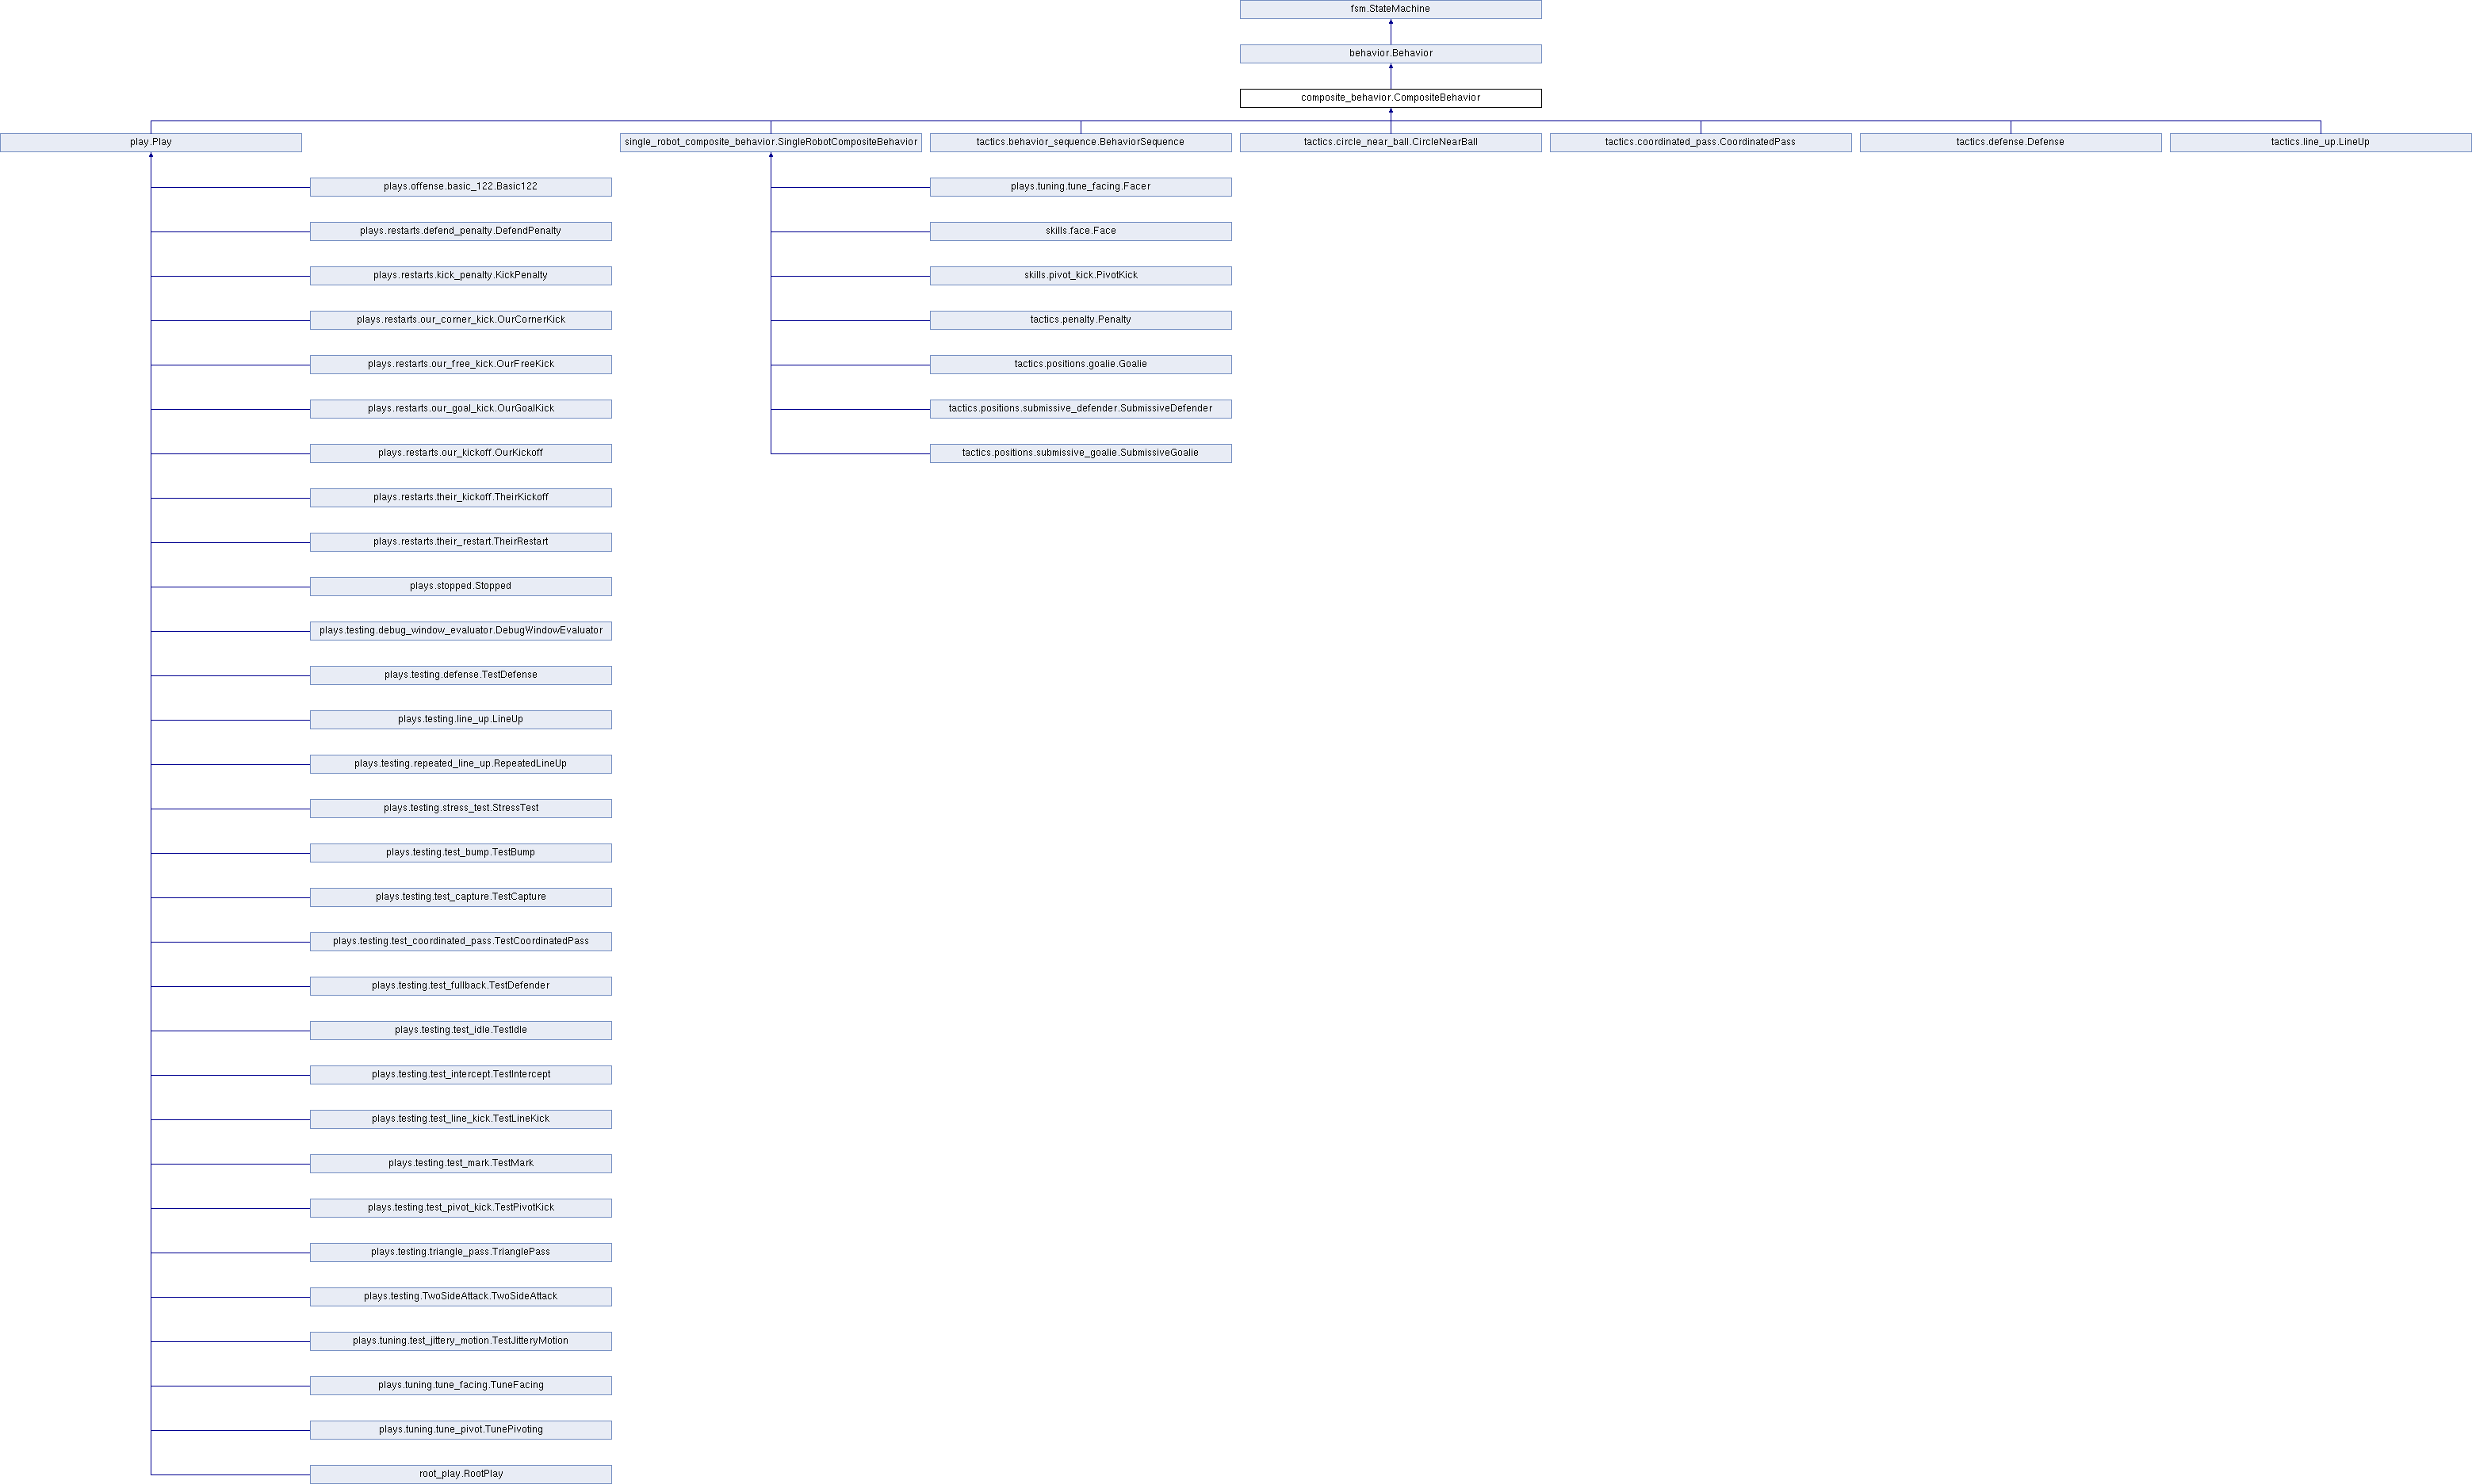 fsm.StateMachine
behavior.Behavior
composite_behavior.CompositeBehavior
play.Play
single_robot_composite_behavior.SingleRobotCompositeBehavior
tactics.behavior_sequence.BehaviorSequence
tactics.circle_near_ball.CircleNearBall
tactics.coordinated_pass.CoordinatedPass
tactics.defense.Defense
tactics.line_up.LineUp
plays.offense.basic_122.Basic122
plays.tuning.tune_facing.Facer
plays.restarts.defend_penalty.DefendPenalty
skills.face.Face
plays.restarts.kick_penalty.KickPenalty
skills.pivot_kick.PivotKick
plays.restarts.our_corner_kick.OurCornerKick
tactics.penalty.Penalty
plays.restarts.our_free_kick.OurFreeKick
tactics.positions.goalie.Goalie
plays.restarts.our_goal_kick.OurGoalKick
tactics.positions.submissive_defender.SubmissiveDefender
plays.restarts.our_kickoff.OurKickoff
tactics.positions.submissive_goalie.SubmissiveGoalie
plays.restarts.their_kickoff.TheirKickoff
plays.restarts.their_restart.TheirRestart
plays.stopped.Stopped
plays.testing.debug_window_evaluator.DebugWindowEvaluator
plays.testing.defense.TestDefense
plays.testing.line_up.LineUp
plays.testing.repeated_line_up.RepeatedLineUp
plays.testing.stress_test.StressTest
plays.testing.test_bump.TestBump
plays.testing.test_capture.TestCapture
plays.testing.test_coordinated_pass.TestCoordinatedPass
plays.testing.test_fullback.TestDefender
plays.testing.test_idle.TestIdle
plays.testing.test_intercept.TestIntercept
plays.testing.test_line_kick.TestLineKick
plays.testing.test_mark.TestMark
plays.testing.test_pivot_kick.TestPivotKick
plays.testing.triangle_pass.TrianglePass
plays.testing.TwoSideAttack.TwoSideAttack
plays.tuning.test_jittery_motion.TestJitteryMotion
plays.tuning.tune_facing.TuneFacing
plays.tuning.tune_pivot.TunePivoting
root_play.RootPlay